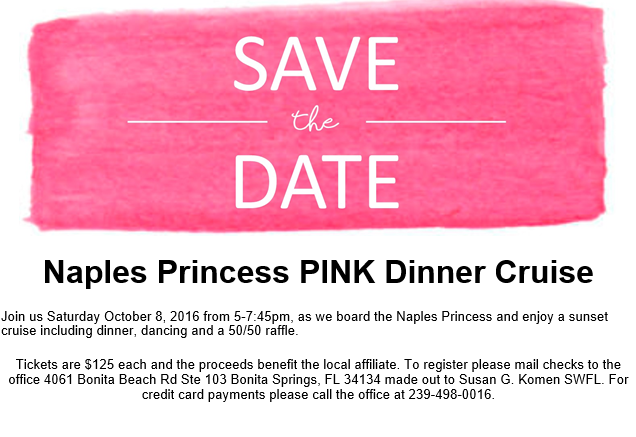 SAVE
the
DATE
Naples Princess PINK Dinner Cruise
Join us Saturday October 8, 2016 from 5-7:45pm, as we board the Naples Princess and enjoy a sunset
cruise including dinner, dancing and a 50/50 raffle.
Tickets are $125 each and the proceeds benefit the local affiliate. To register please mail checks to the
office 4061 Bonita Beach Rd Ste 103 Bonita Springs, FL 34134 made out to Susan G. Komen SWFL. For
credit card payments please call the office at 239-498-0016.